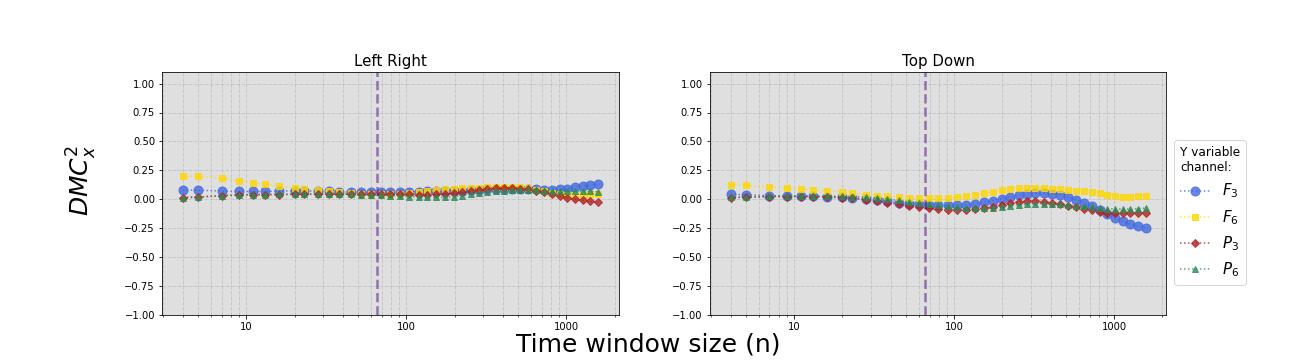 Left Right
Top Down
1.00
0.75
0.50
0.25
0.00
−0.25
−0.50
−0.75
−1.00
10
100
1000
1.00
0.75
0.50
0.25
0.00
−0.25
−0.50
−0.75
−1.00
10
100
1000
DMC²ₓ
Time window size (n)
Y variable
channel:
F₃
F₆
P₃
P₆